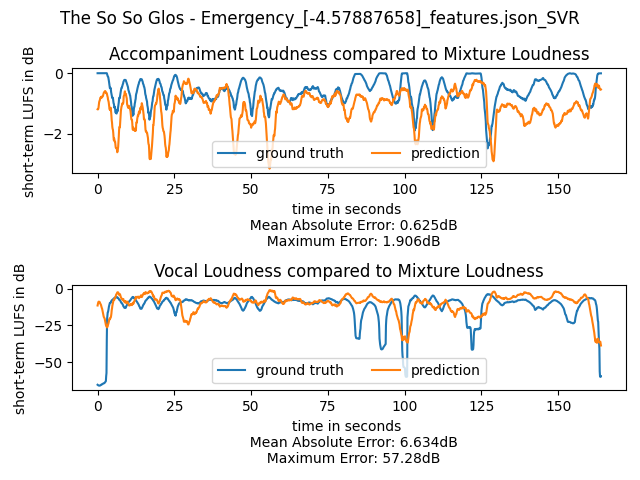 The So So Glos - Emergency_[-4.57887658]_features.json_SVR
Accompaniment Loudness compared to Mixture Loudness
short-term LUFS in dB
0
−2
ground truth
prediction
0
25
50
75
100
125
150
time in seconds
Mean Absolute Error: 0.625dB
Maximum Error: 1.906dB
Vocal Loudness compared to Mixture Loudness
short-term LUFS in dB
0
−25
−50
ground truth
prediction
0
25
50
75
100
125
150
time in seconds
Mean Absolute Error: 6.634dB
Maximum Error: 57.28dB